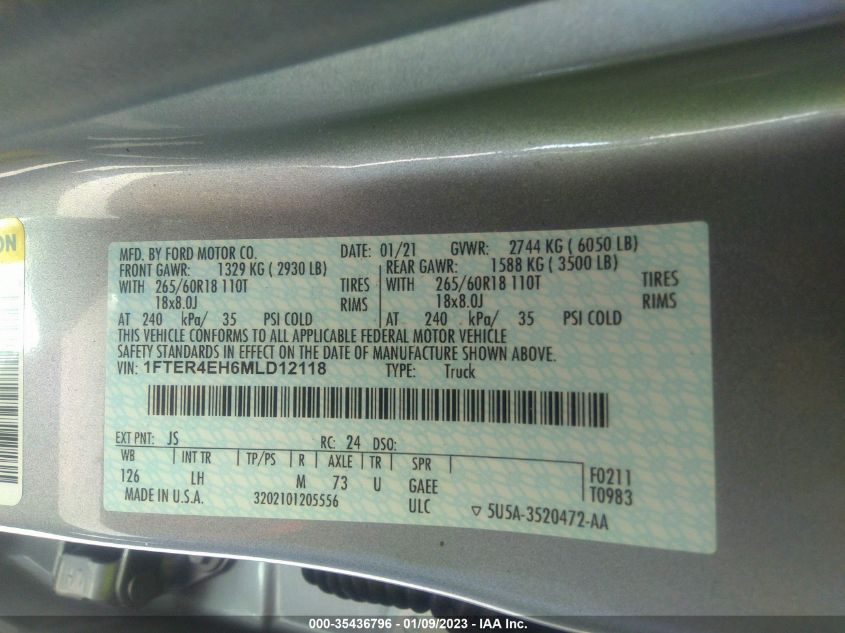 ON
MFD. BY FORD MOTOR CO. DATE: 01/21 GVWR: 2744 KG ( 6050 LB)
FRONT GAWR: 1329 KG ( 2930 LB) REAR GAWR: 1588 KG ( 3500 LB)
WITH 265/60R18 110T TIRES WITH 265/60R18 110T TIRES
18x8.0J RIMS 18x8.0J RIMS
AT 240 kPa/ 35 PSI COLD AT 240 kPa/ 35 PSI COLD
THIS VEHICLE CONFORMS TO ALL APPLICABLE FEDERAL MOTOR VEHICLE
SAFETY STANDARDS IN EFFECT ON THE DATE OF MANUFACTURE SHOWN ABOVE.
VIN: 1FTER4EH6MLD12118 TYPE: Truck
EXT PNT: JS RC: 24 DSO:
WB INT TR TP/PS R AXLE TR SPR
126 LH M 73 U GAEE F0211
MADE IN U.S.A. 3202101205556 ULC T0983
▽ 5U5A-3520472-AA
000-35436796 - 01/09/2023 - IAA Inc.